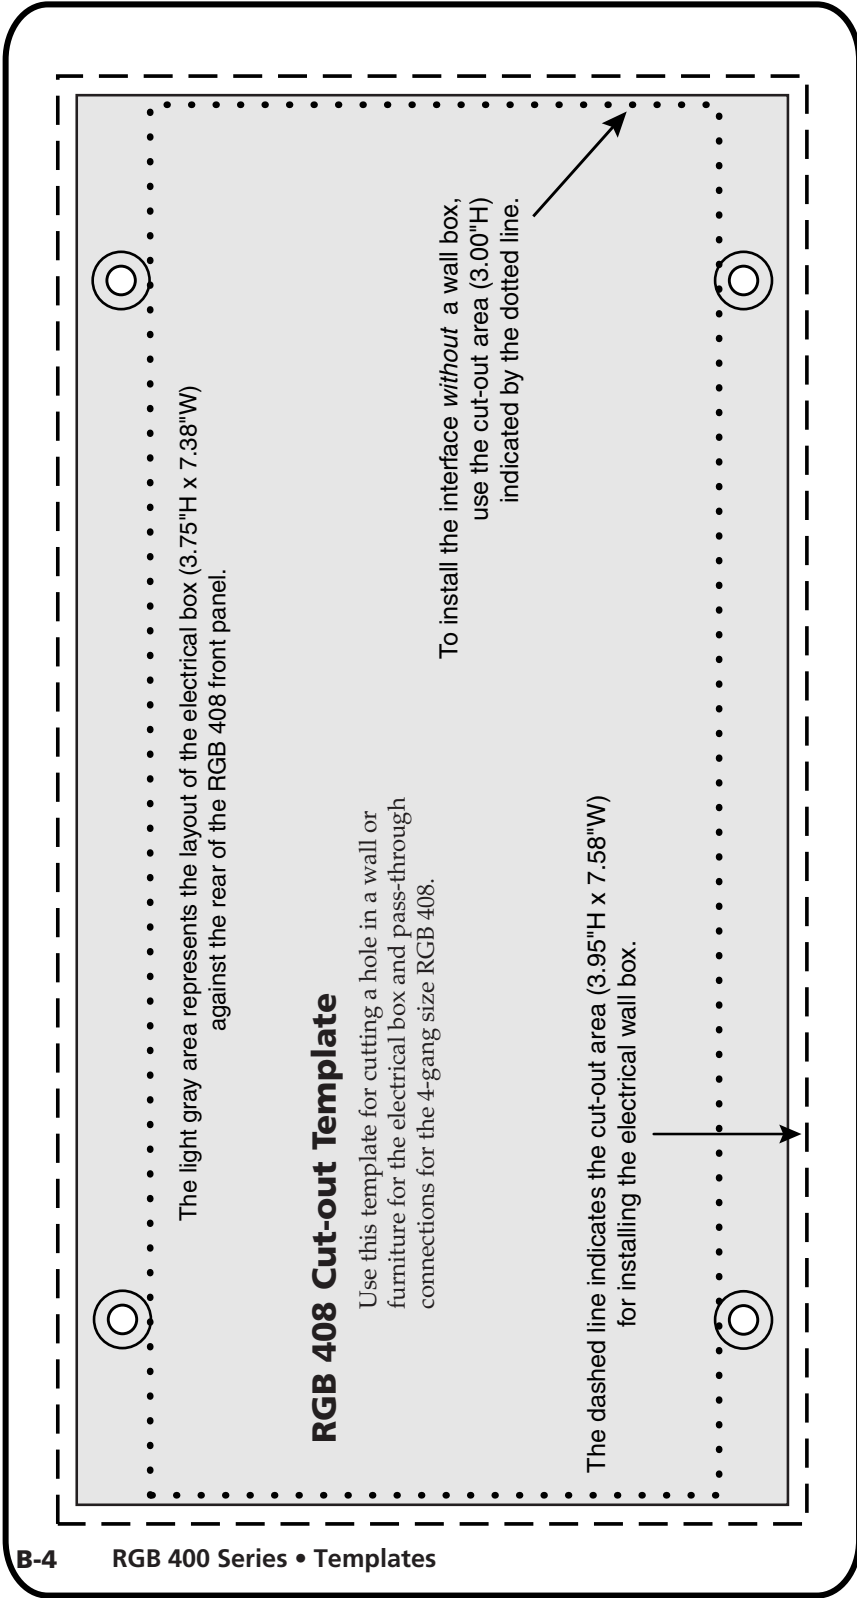 The light gray area represents the layout of the electrical box (3.75"H x 7.38"W)
against the rear of the RGB 408 front panel.
RGB 408 Cut-out Template
Use this template for cutting a hole in a wall or
furniture for the electrical box and pass-through
connections for the 4-gang size RGB 408.
To install the interface without a wall box,
use the cut-out area (3.00"H)
indicated by the dotted line.
The dashed line indicates the cut-out area (3.95"H x 7.58"W)
for installing the electrical wall box.
B-4 RGB 400 Series • Templates